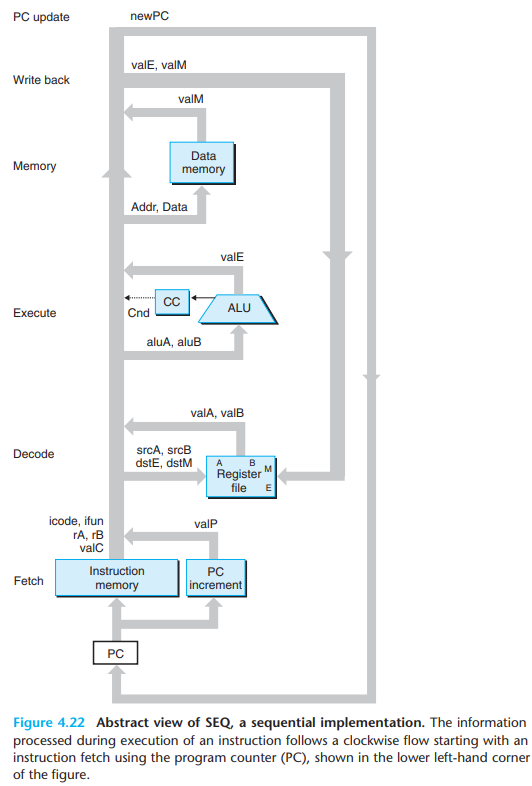 PC update
newPC
valE, valM
Write back
valM
Data
memory
Memory
Addr, Data
valE
CC
ALU
Execute
Cnd
aluA, aluB
valA, valB
Decode
srcA, srcB
dstE, dstM
A B
M
Register
file
E
icode, ifun
rA, rB
valC
valP
Fetch
Instruction
memory
PC
increment
PC
Figure 4.22 Abstract view of SEQ, a sequential implementation. The information
processed during execution of an instruction follows a clockwise flow starting with an
instruction fetch using the program counter (PC), shown in the lower left-hand corner
of the figure.